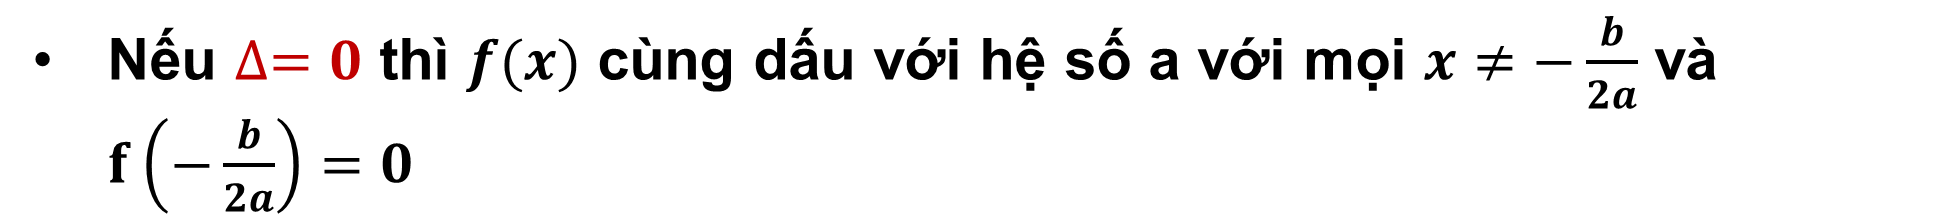 • Nếu Δ= 0 thì f(x) cùng dấu với hệ số a với mọi x ≠ −b/2a và
f(−b/2a) = 0